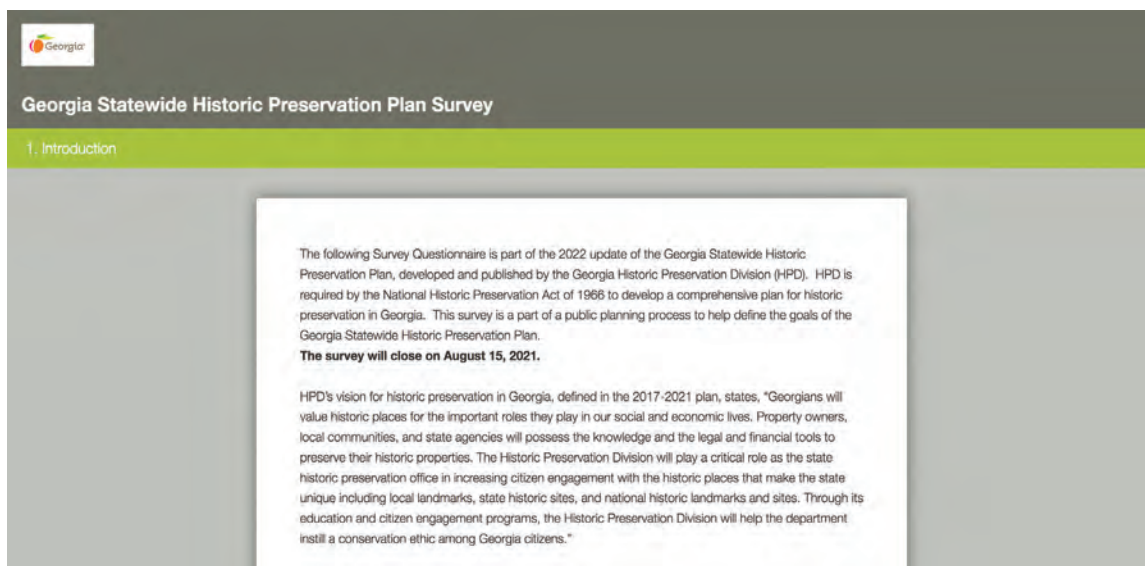 Georgia
Georgia Statewide Historic Preservation Plan Survey
1. Introduction
The following Survey Questionnaire is part of the 2022 update of the Georgia Statewide Historic
Preservation Plan, developed and published by the Georgia Historic Preservation Division (HPD).  HPD is
required by the National Historic Preservation Act of 1966 to develop a comprehensive plan for historic
preservation in Georgia.  This survey is a part of a public planning process to help define the goals of the
Georgia Statewide Historic Preservation Plan.
The survey will close on August 15, 2021.
HPD's vision for historic preservation in Georgia, defined in the 2017-2021 plan, states, “Georgians will
value historic places for the important roles they play in our social and economic lives. Property owners,
local communities, and state agencies will possess the knowledge and the legal and financial tools to
preserve their historic properties. The Historic Preservation Division will play a critical role as the state
historic preservation office in increasing citizen engagement with the historic places that make the state
unique including local landmarks, state historic sites, and national historic landmarks and sites. Through its
education and citizen engagement programs, the Historic Preservation Division will help the department
instill a conservation ethic among Georgia citizens.”